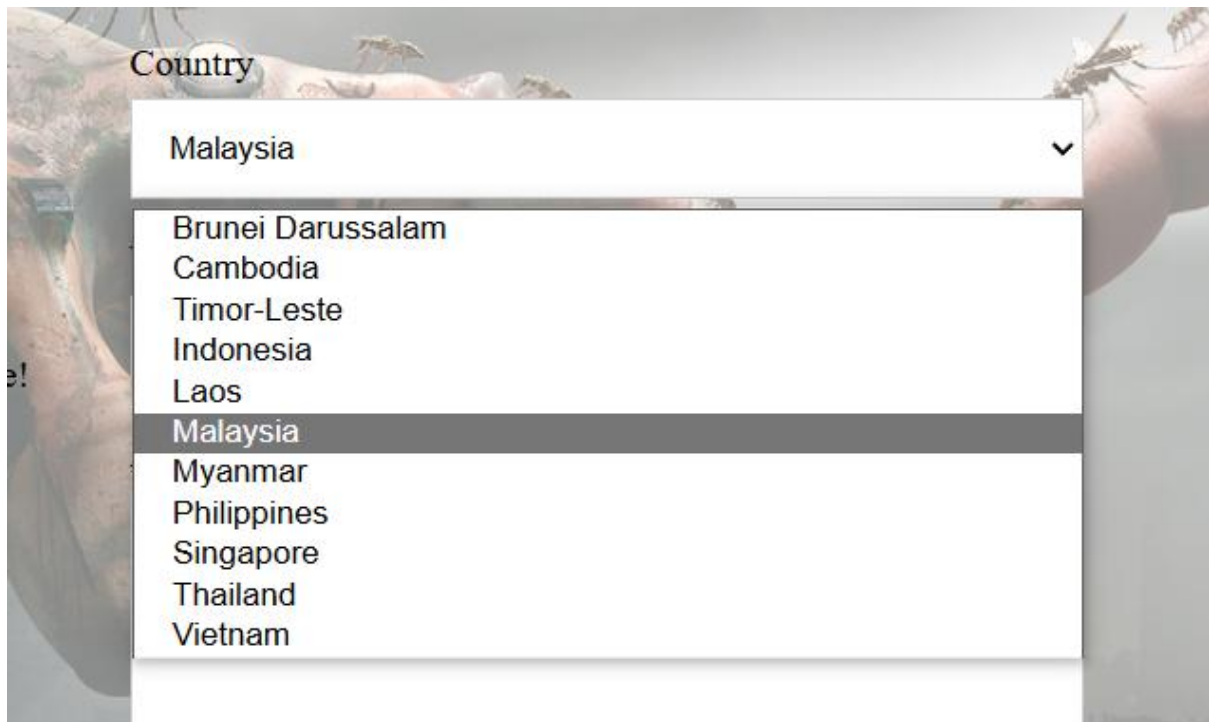 Country
Malaysia
Brunei Darussalam
Cambodia
Timor-Leste
Indonesia
Laos
e!
Malaysia
Myanmar
Philippines
Singapore
Thailand
Vietnam